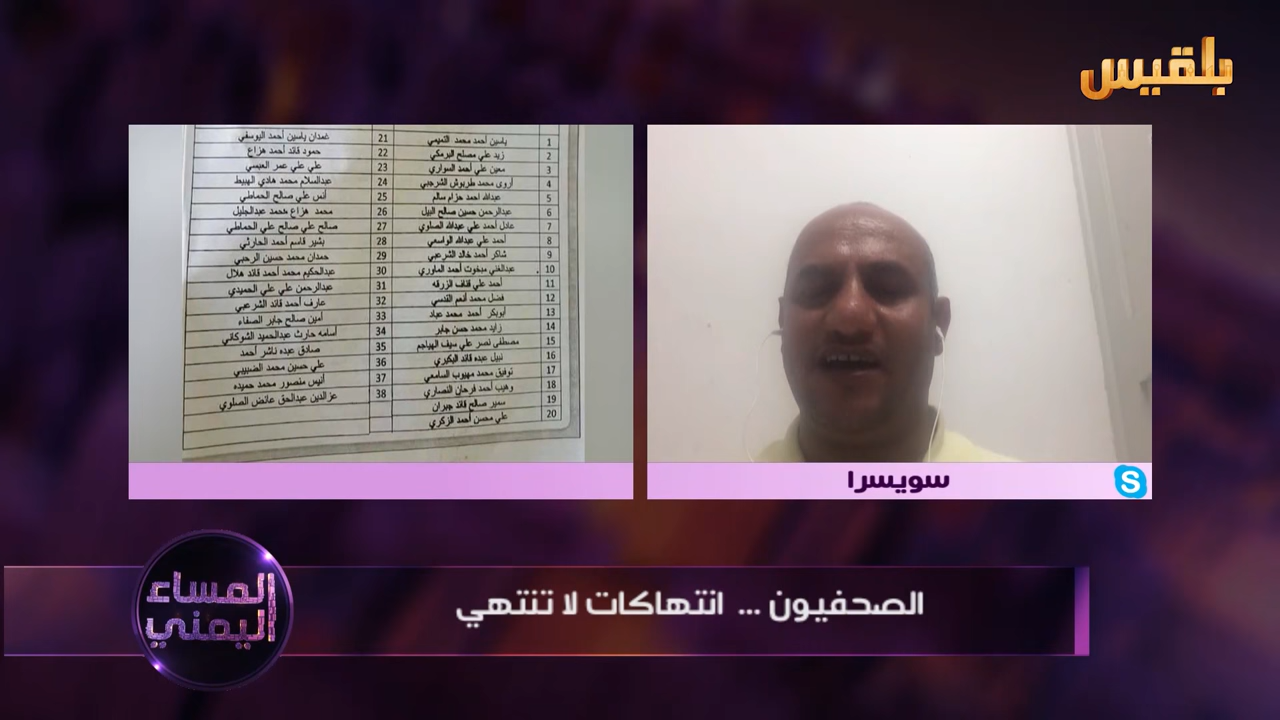 بلقيس
1 ياسين أحمد محمد التميمي
2 زيد علي مصلح البرمكي
3 معين علي أحمد السواري
4 أروى محمد طربوش الشرجبي
5 عبدالله احمد حزام سالم
6 عبدالرحمن حسين صالح البيل
7 عادل أحمد علي عبدالله الصلوي
8 أحمد علي عبدالله الواسعي
9 شاكر أحمد خالد الشرعبي
10 عبدالغني مبخوت أحمد الماوري
11 أحمد علي قناف الزرقه
12 فضل محمد أنعم القدسي
13 أبوبكر أحمد محمد عباد
14 زايد محمد حسن جابر
15 مصطفى نصر علي سيف الهياجم
16 نبيل عبده قائد البكيري
17 توفيق محمد مهيوب السامعي
18 وهيب أحمد فرحان النصاري
19 سمير صالح قائد جبران
20 علي محسن أحمد الزكري
21 غمدان ياسين أحمد اليوسفي
22 حمود قائد أحمد هزاع
23 علي علي عمر العبسي
24 عبدالسلام محمد هادي الهبيط
25 أنس علي صالح الحماطي
26 محمد هزاع محمد عبدالجليل
27 صالح علي صالح علي الحماطي
28 بشير قاسم أحمد الحارثي
29 حمدان محمد حسين الرحبي
30 عبدالحكيم محمد أحمد قائد هلال
31 عبدالرحمن علي علي الحميدي
32 عارف أحمد قائد الشرعبي
33 أمين صالح جابر الصفاء
34 أسامه حارث عبدالحميد الشوكاني
35 صادق عبده ناشر أحمد
36 علي حسين محمد الضبيبي
37 أنيس منصور محمد حميده
38 عزالدين عبدالحق عائض الصلوي
سويسرا
S
الصحفيون ... انتهاكات لا تنتهي
المساء
اليمني